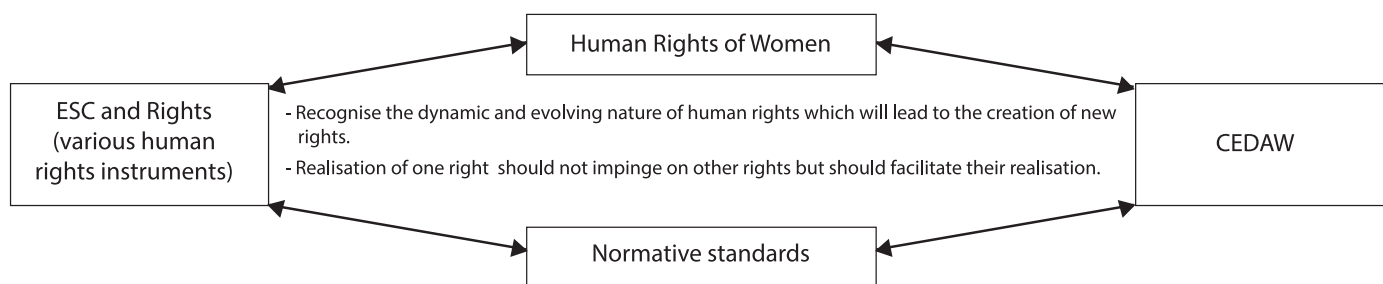 Human Rights of Women
ESC and Rights
(various human
rights instruments)
- Recognise the dynamic and evolving nature of human rights which will lead to the creation of new
rights.
- Realisation of one right should not impinge on other rights but should facilitate their realisation.
CEDAW
Normative standards